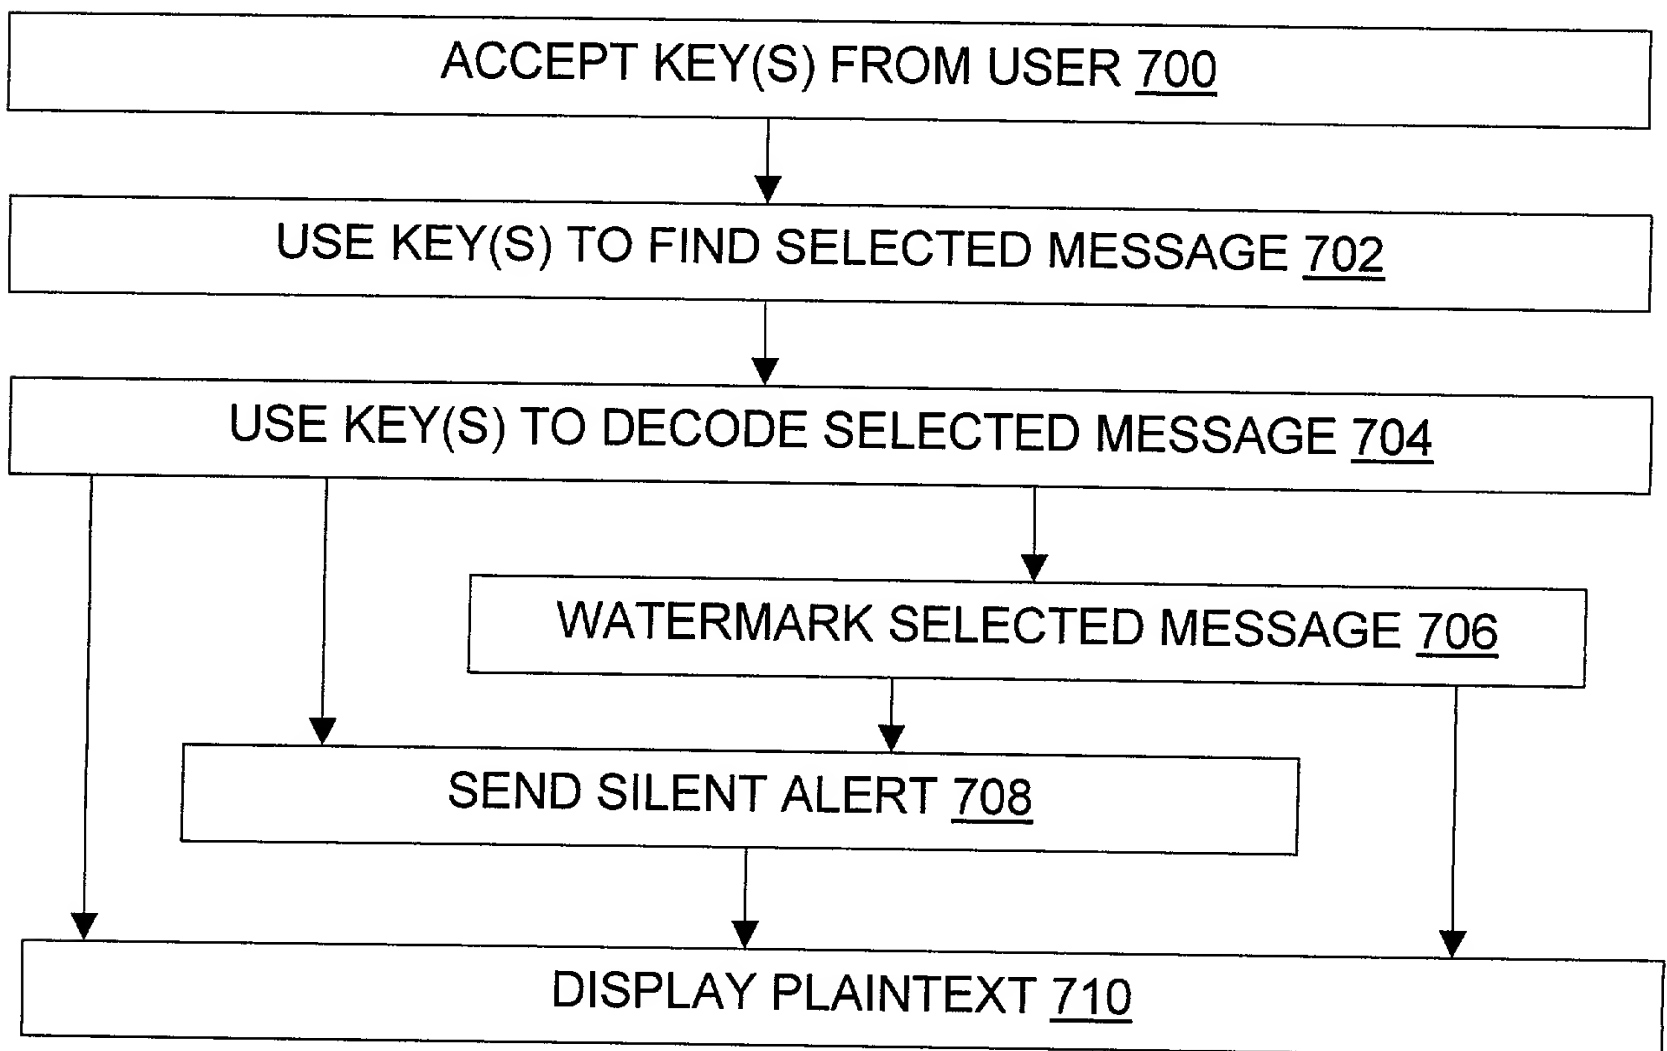 ACCEPT KEY(S) FROM USER 700
USE KEY(S) TO FIND SELECTED MESSAGE 702
USE KEY(S) TO DECODE SELECTED MESSAGE 704
WATERMARK SELECTED MESSAGE 706
SEND SILENT ALERT 708
DISPLAY PLAINTEXT 710